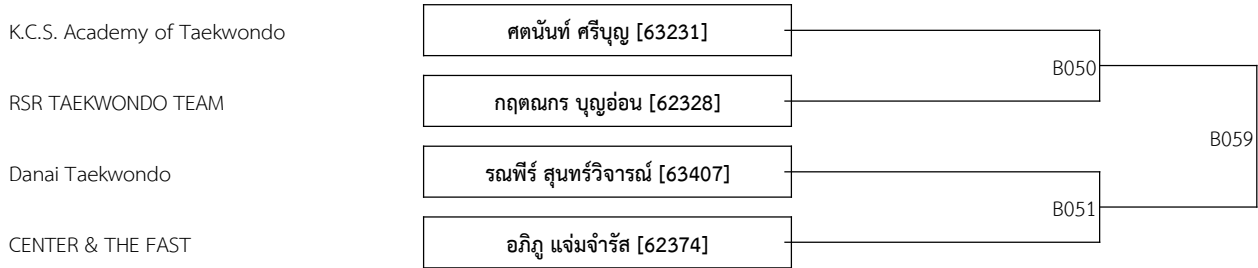 K.C.S. Academy of Taekwondo ศตนันท์ ศรีบุญ [63231]
B050
RSR TAEKWONDO TEAM กฤตณกร บุญอ่อน [62328]
B059
Danai Taekwondo รณพีร์ สุนทร์วิจารณ์ [63407]
B051
CENTER & THE FAST อภิภู แจ่มจำรัส [62374]